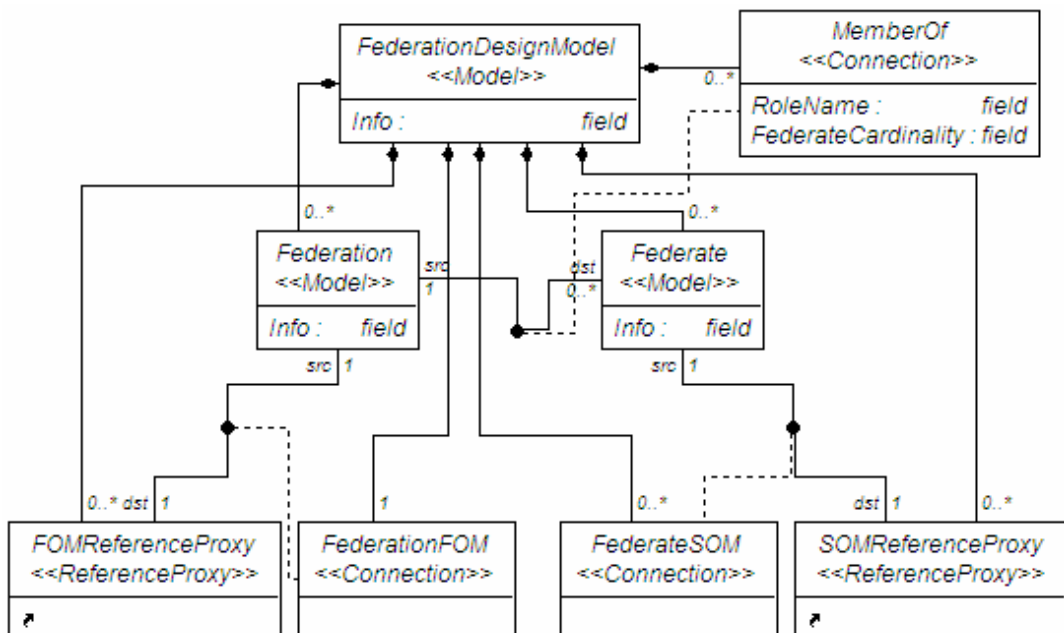 FederationDesignModel
<<Model>>
Info : field
MemberOf
<<Connection>>
RoleName : field
FederateCardinality : field
0..*
0..*
0..*
Federation
<<Model>>
Info : field
src
1
dst
0..*
Federate
<<Model>>
Info : field
src 1
src 1
0..* dst 1
1
0..*
dst 1
0..*
FOMReferenceProxy
<<ReferenceProxy>>
FederationFOM
<<Connection>>
FederateSOM
<<Connection>>
SOMReferenceProxy
<<ReferenceProxy>>